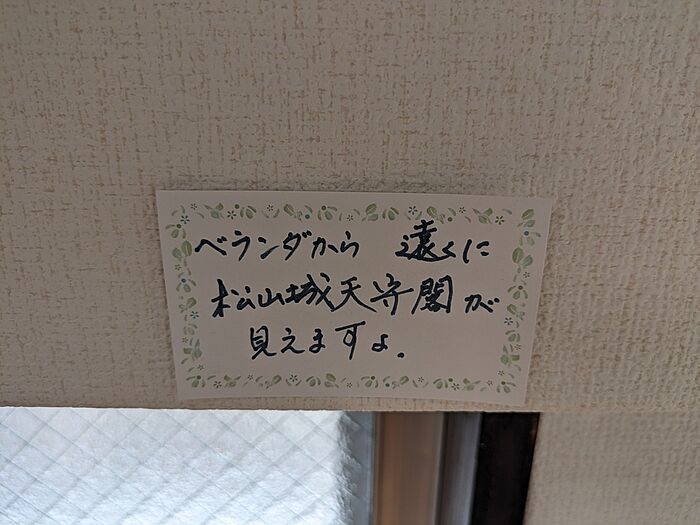 ベランダから 遠くに
松山城天守閣が
見えますよ。